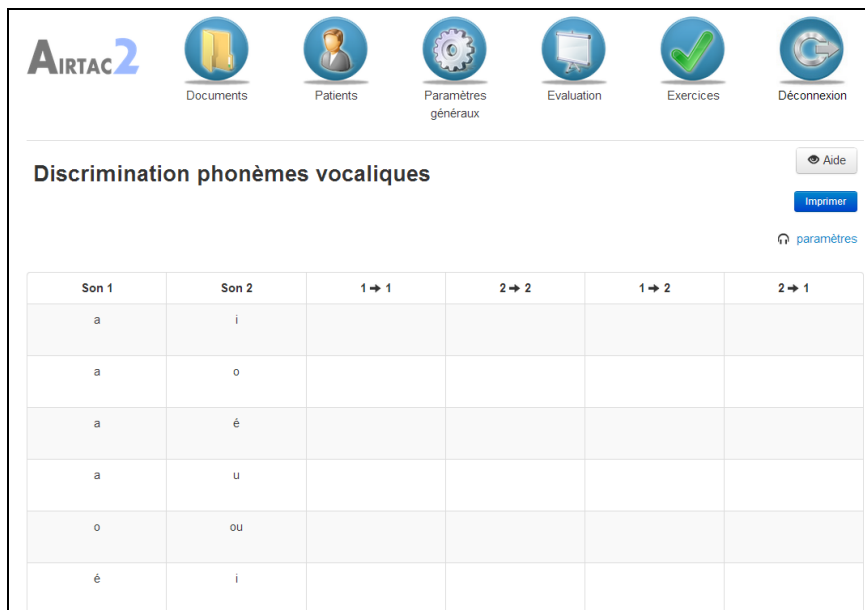 AIRTAC2
Documents
Patients
Paramètres
généraux
Evaluation
Exercices
Déconnexion
Discrimination phonèmes vocaliques
Aide
Imprimer
paramètres
Son 1 Son 2 1 ➔ 1 2 ➔ 2 1 ➔ 2 2 ➔ 1
a i
a o
a é
a u
o ou
é i